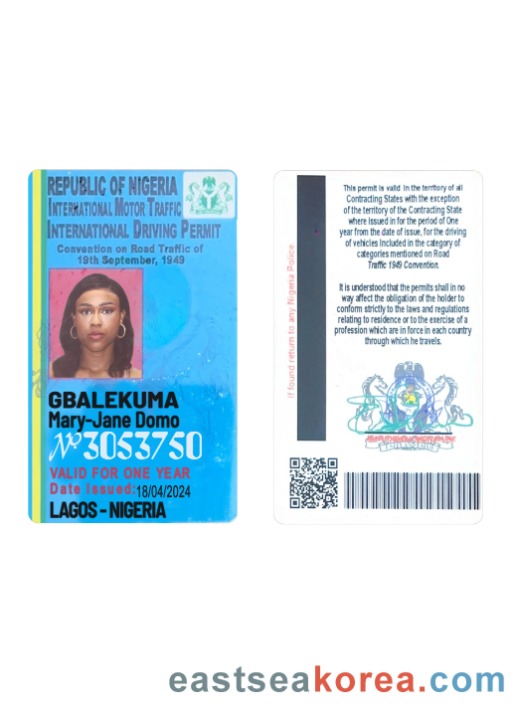 REPUBLIC OF NIGERIA
INTERNATIONAL MOTOR TRAFFIC
INTERNATIONAL DRIVING PERMIT
Convention on Road Traffic of
19th September, 1949
GBALEKUMA
Mary-Jane Domo
Nº 3053750
VALID FOR ONE YEAR
Date Issued: 18/04/2024
LAGOS - NIGERIA
If found return to any Nigeria Police.
This permit is valid in the territory of all
Contracting States with the exception
of the territory of the Contracting State
where issued in for the period of One
year from the date of issue, for the driving
of vehicles included in the category of
categories mentioned on Road
Traffic 1949 Convention.
It is understood that the permits shall in no
way affect the obligation of the holder to
conform strictly to the laws and regulations
relating to residence or to the exercise of a
profession which are in force in each country
through which he travels.
eastseakorea.com